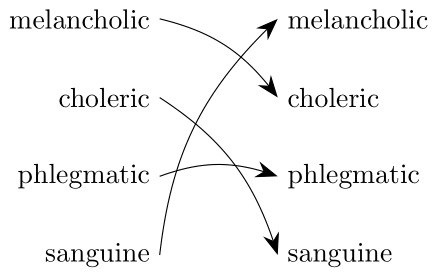 melancholic melancholic
choleric choleric
phlegmatic phlegmatic
sanguine sanguine